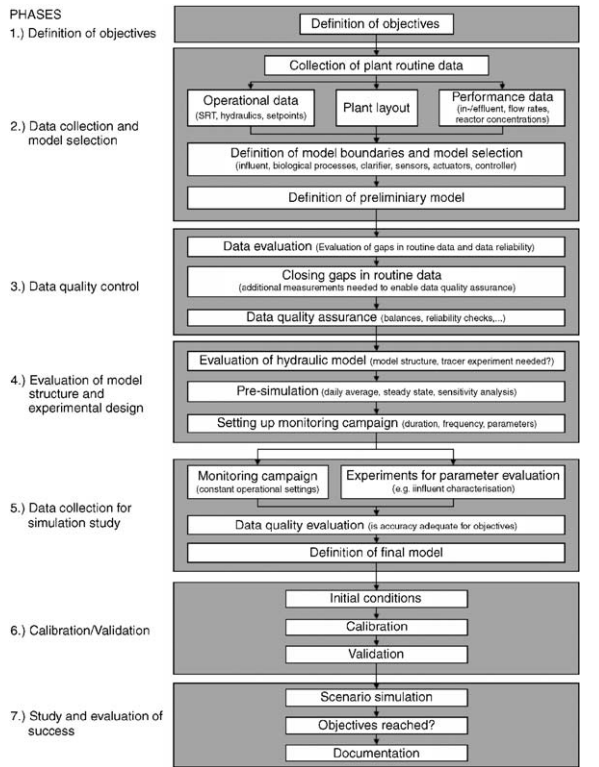 PHASES
1.) Definition of objectives
Definition of objectives
2.) Data collection and
model selection
Collection of plant routine data
Operational data
(SRT, hydraulics, setpoints)
Plant layout
Performance data
(in-/effluent, flow rates,
reactor concentrations)
Definition of model boundaries and model selection
(influent, biological processes, clarifier, sensors, actuators, controller)
Definition of preliminiary model
3.) Data quality control
Data evaluation (Evaluation of gaps in routine data and data reliability)
Closing gaps in routine data
(additional measurements needed to enable data quality assurance)
Data quality assurance (balances, reliability checks,...)
4.) Evaluation of model
structure and
experimental design
Evaluation of hydraulic model (model structure, tracer experiment needed?)
Pre-simulation (daily average, steady state, sensitivity analysis)
Setting up monitoring campaign (duration, frequency, parameters)
5.) Data collection for
simulation study
Monitoring campaign
(constant operational settings)
Experiments for parameter evaluation
(e.g. iinfluent characterisation)
Data quality evaluation (is accuracy adequate for objectives)
Definition of final model
6.) Calibration/Validation
Initial conditions
Calibration
Validation
7.) Study and evaluation of
success
Scenario simulation
Objectives reached?
Documentation